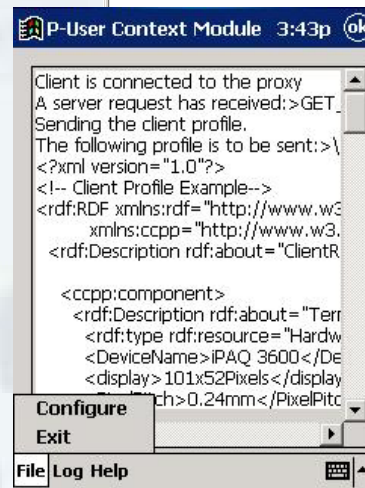 P-User Context Module 3:43p ok
Client is connected to the proxy
A server request has received:>GET_
Sending the client profile.
The following profile is to be sent:>\
<?xml version="1.0"?>
<!-- Client Profile Example-->
<rdf:RDF xmlns:rdf="http://www.w3
xmlns:ccpp="http://www.w3.
<rdf:Description rdf:about="ClientR
<ccpp:component>
<rdf:Description rdf:about="Terr
<rdf:type rdf:resource="Hardw
<DeviceName>iPAQ 3600</De
<display>101x52Pixels</display
h>0.24mm</PixelPitc
Configure
Exit
File Log Help